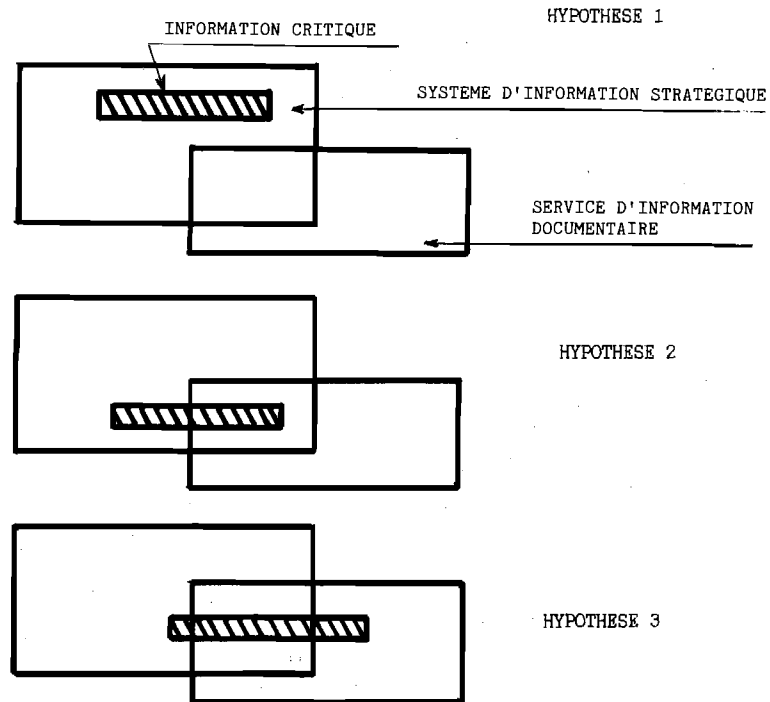 HYPOTHESE 1
INFORMATION CRITIQUE
SYSTEME D'INFORMATION STRATEGIQUE
SERVICE D'INFORMATION
DOCUMENTAIRE
HYPOTHESE 2
HYPOTHESE 3